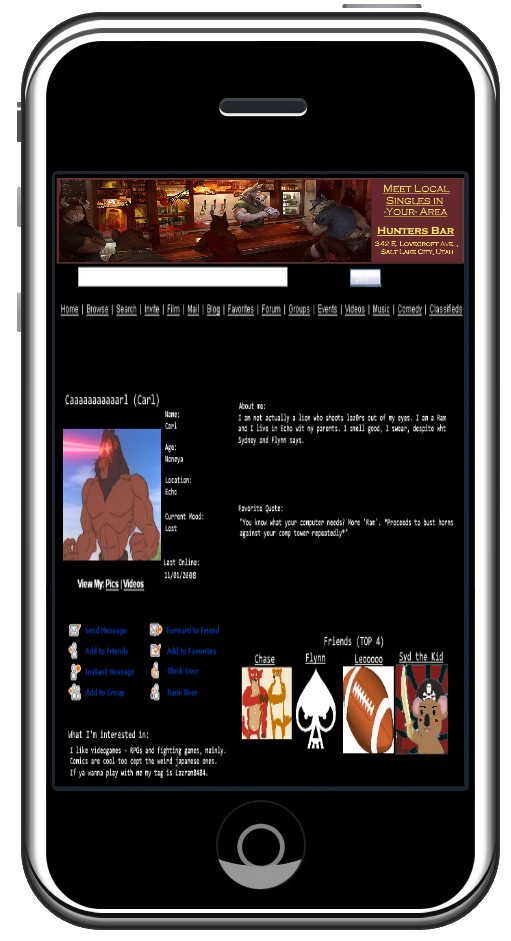 MEET LOCAL
SINGLES IN
-YOUR- AREA
HUNTERS BAR
342 E. LOVECROFT AVE.,
SALT LAKE CITY, UTAH
Home | Browse | Search | Invite | Film | Mail | Blog | Favorites | Forum | Groups | Events | Videos | Music | Comedy | Classifieds
Caaaaaaaaaaarl (Carl)
Name:
Carl
Age:
Noneya
Location:
Echo
Current Mood:
Lost
Last Online:
11/01/2008
View My: Pics | Videos
About me:
I am not actually a lion who shoots laz0rs out of my eyes. I am a Ram
and I live in Echo wit my parents. I smell good, I swear, despite wht
Sydney and Flynn says.
Favorite Quote:
"You know what your computer needs? More 'Ram'. *Proceeds to bust horns
against your comp tower repeatedly*"
Send Message
Forward to Friend
Add to Friends
Add to Favorites
Instant Message
Block User
Add to Group
Rank User
Friends (TOP 4)
Chase
Flynn
Leooooo
Syd the Kid
What I'm interested in:
I like videogames - RPGs and fighting games, mainly.
Comics are cool too cept the weird japanese ones.
If ya wanna play with me my tag is Lazram8484.